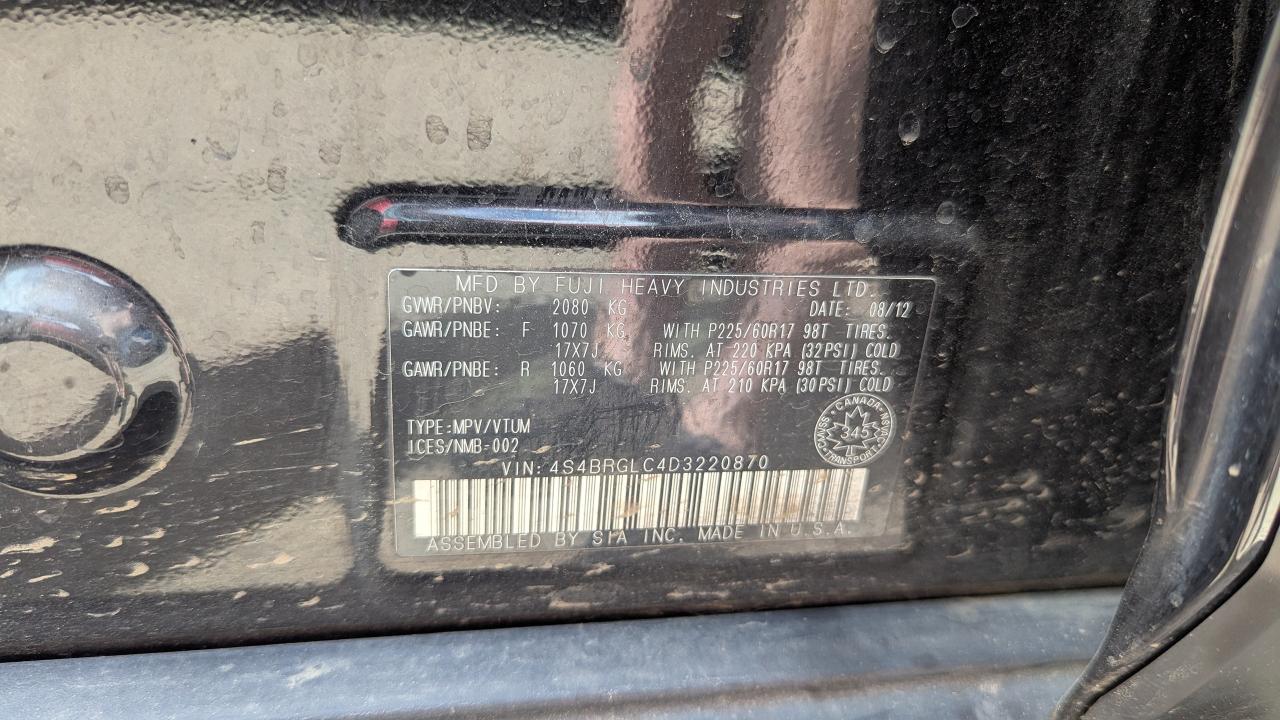 MFD BY FUJI HEAVY INDUSTRIES LTD.
GVWR/PNBV: 2080 KG DATE: 08/12
GAWR/PNBE: F 1070 KG WITH P225/60R17 98T TIRES.
17X7J RIMS. AT 220 KPA (32PSI) COLD
GAWR/PNBE: R 1060 KG WITH P225/60R17 98T TIRES.
17X7J RIMS. AT 210 KPA (30PSI) COLD
TYPE:MPV/VTUM
ICES/NMB-002
CANADA
345
TRANSPORT
VIN: 4S4BRGLC4D3220870
ASSEMBLED BY SIA INC. MADE IN U.S.A.